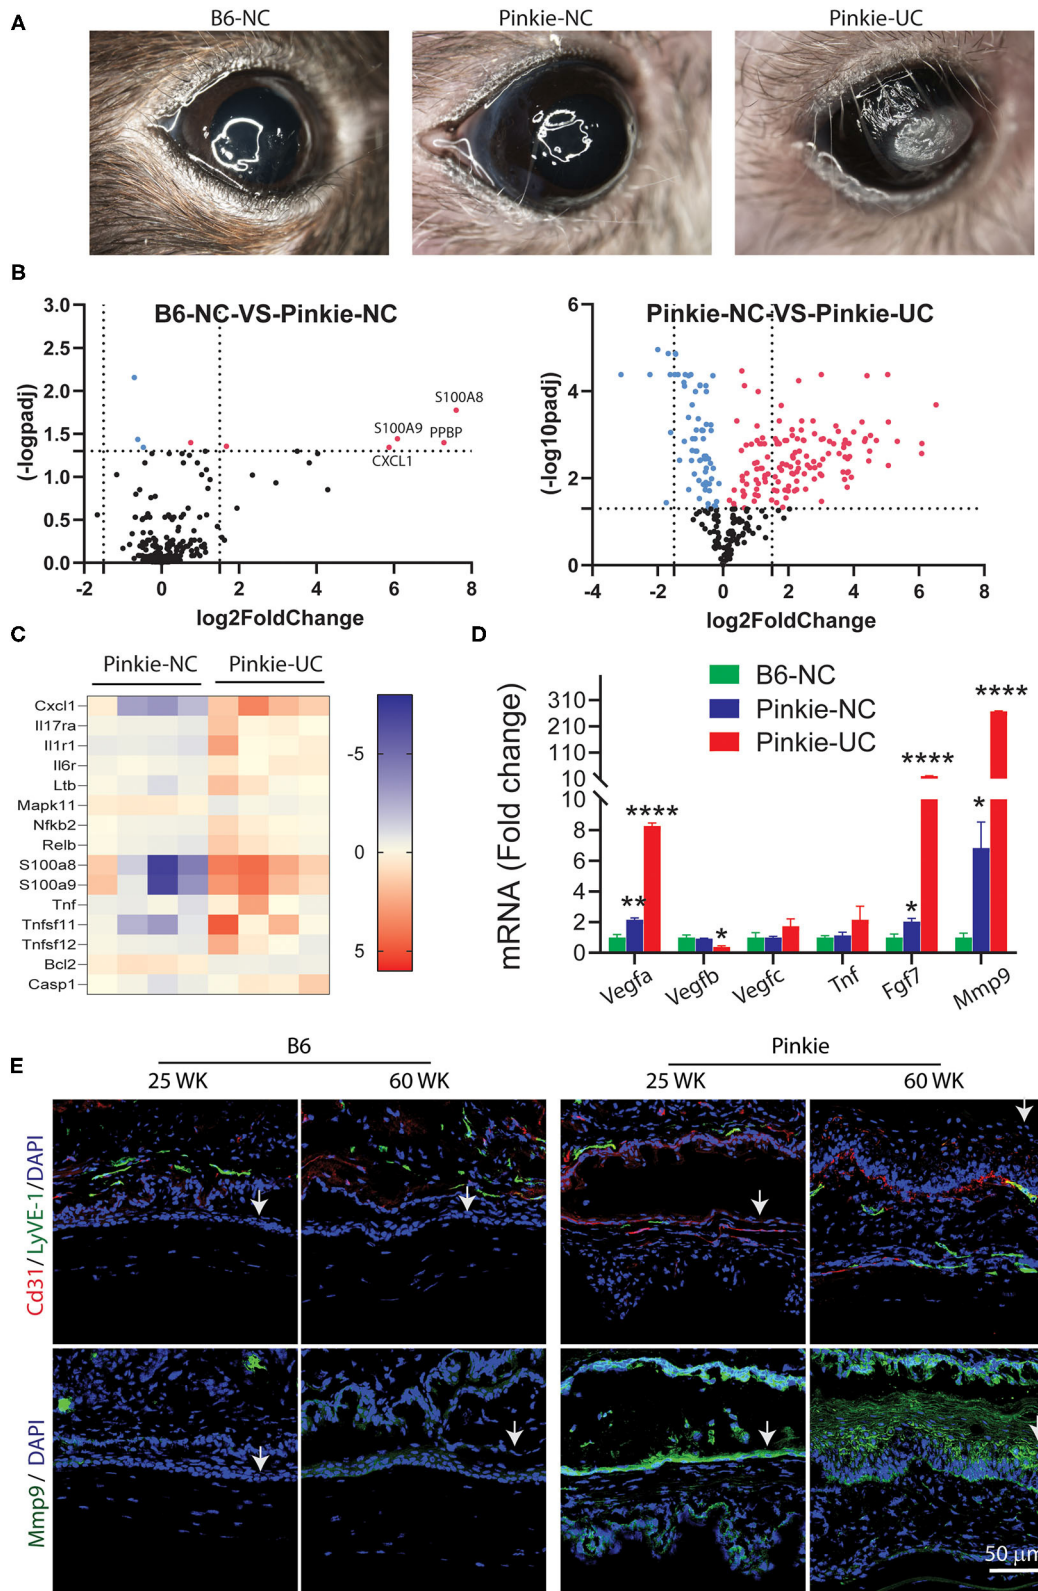 A
B6-NC
Pinkie-NC
Pinkie-UC
B
B6-NC-VS-Pinkie-NC
(-logpadj)
3.0
2.5
2.0
1.5
1.0
0.5
0.0
S100A8
S100A9
PPBP
CXCL1
-2
0
2
4
6
8
log2FoldChange
Pinkie-NC-VS-Pinkie-UC
(-log10padj)
6
4
2
0
-4
-2
0
2
4
6
8
log2FoldChange
C
Pinkie-NC
Pinkie-UC
Cxcl1
Il17ra
Il1r1
Il6r
Ltb
Mapk11
Nfkb2
Relb
S100a8
S100a9
Tnf
Tnfsf11
Tnfsf12
Bcl2
Casp1
-5
0
5
D
B6-NC
Pinkie-NC
Pinkie-UC
mRNA (Fold change)
310
210
110
10
10
8
6
4
2
0
**
****
*
*
****
*
****
Vegfa
Vegfb
Vegfc
Tnf
Fgf7
Mmp9
E
B6
Pinkie
25 WK
60 WK
25 WK
60 WK
Cd31/LyVE-1/DAPI
Mmp9/ DAPI
50 μm